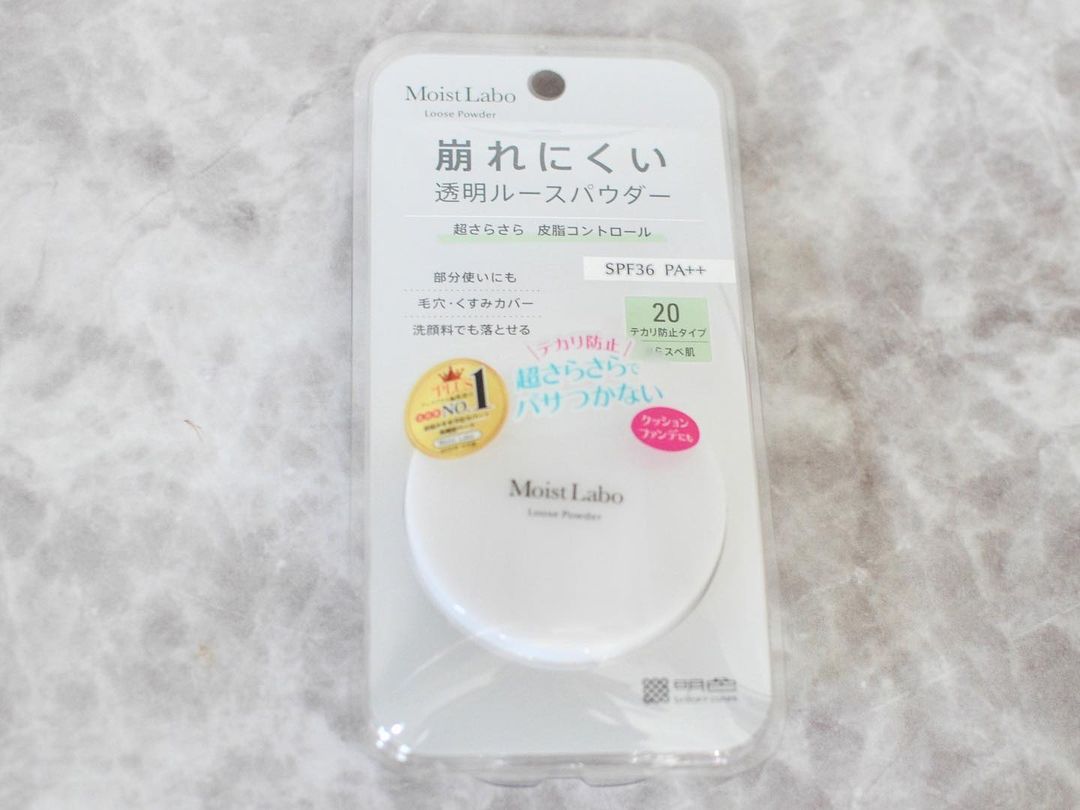 Moist Labo
Loose Powder
崩れにくい
透明ルースパウダー
超さらさら 皮脂コントロール
SPF36 PA++
部分使いにも
毛穴・くすみカバー
洗顔料でも落とせる
20
テカリ防止タイプ
スベ肌
テカリ防止
超さらさらで
パサつかない
クッション
ファンデにも
NO.1
Moist Labo
Loose Powder
明色